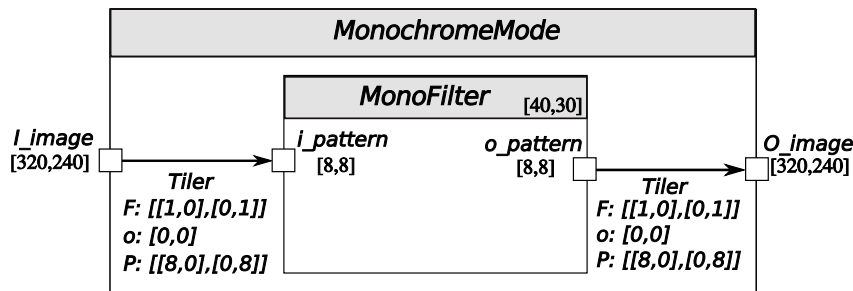 MonochromeMode
MonoFilter
[40,30]
I_image
[320,240]
i_pattern
[8,8]
o_pattern
[8,8]
O_image
[320,240]
Tiler
F: [[1,0],[0,1]]
o: [0,0]
P: [[8,0],[0,8]]
Tiler
F: [[1,0],[0,1]]
o: [0,0]
P: [[8,0],[0,8]]